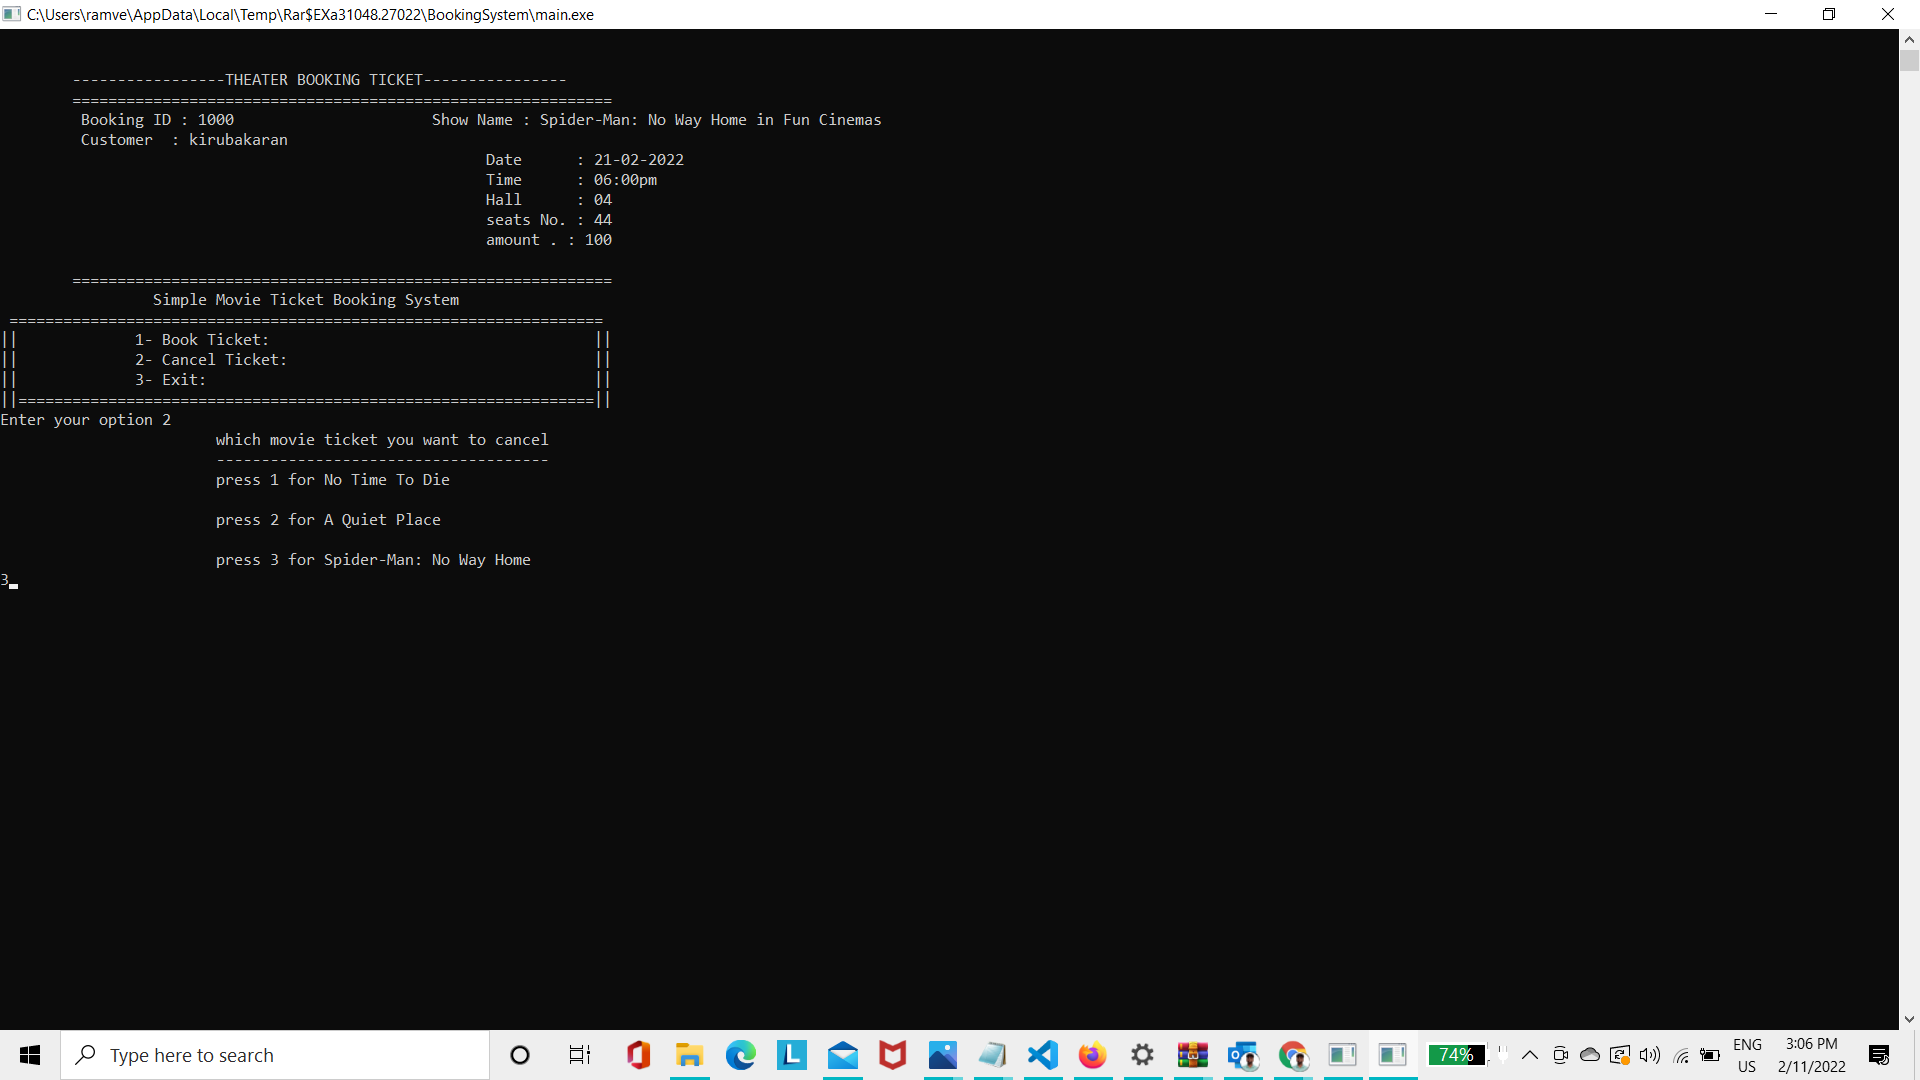 C:\Users\ramve\AppData\Local\Temp\Rar$EXa31048.27022\BookingSystem\main.exe
-----------------THEATER BOOKING TICKET----------------
============================================================
Booking ID : 1000 Show Name : Spider-Man: No Way Home in Fun Cinemas
Customer : kirubakaran
Date : 21-02-2022
Time : 06:00pm
Hall : 04
seats No. : 44
amount . : 100
============================================================
Simple Movie Ticket Booking System
==================================================================
|| 1- Book Ticket: ||
|| 2- Cancel Ticket: ||
|| 3- Exit: ||
||================================================================||
Enter your option 2
which movie ticket you want to cancel
-------------------------------------
press 1 for No Time To Die
press 2 for A Quiet Place
press 3 for Spider-Man: No Way Home
3
Type here to search
L
74%
ENG
US
3:06 PM
2/11/2022